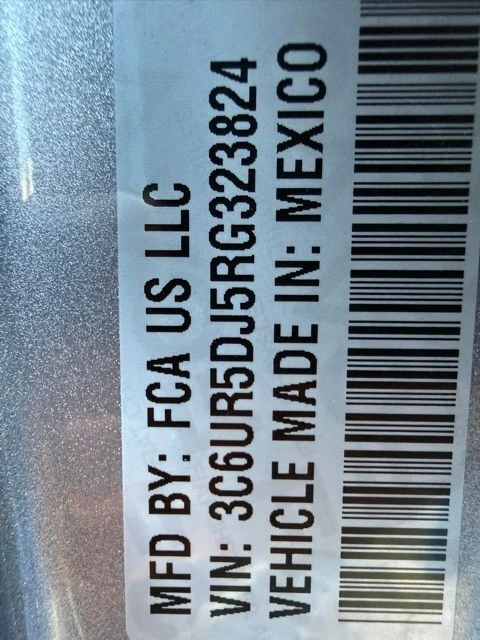 MFD BY: FCA US LLC
VIN: 3C6UR5DJ5RG323824
VEHICLE MADE IN: MEXICO